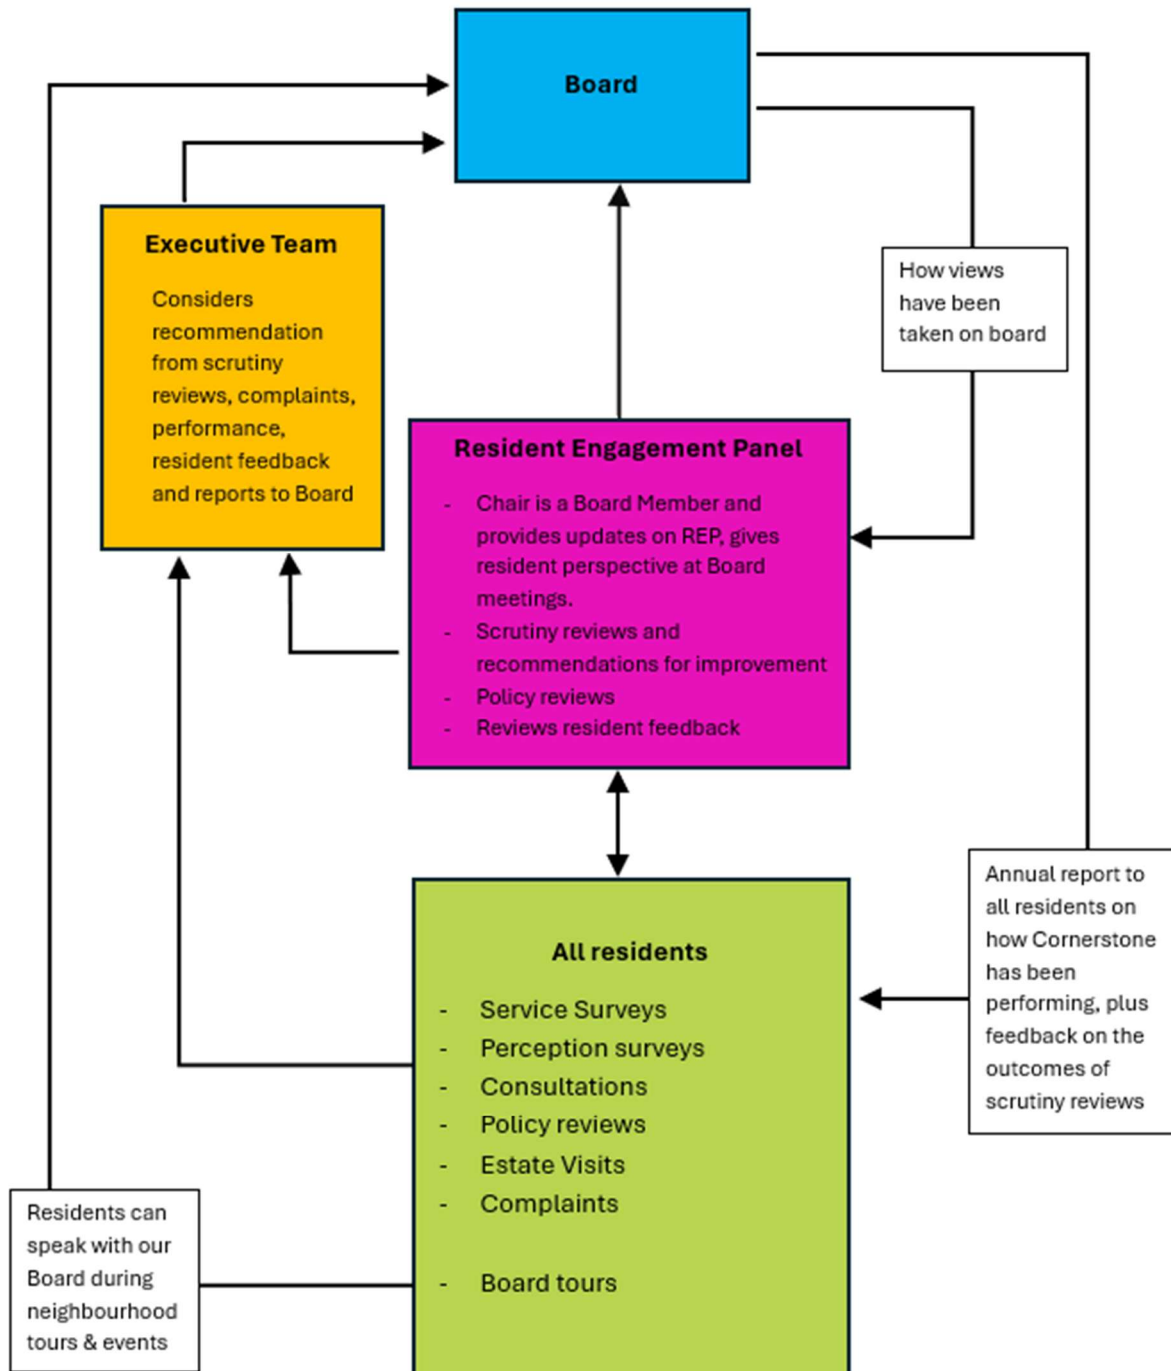 Board
Executive Team
Considers
recommendation
from scrutiny
reviews, complaints,
performance,
resident feedback
and reports to Board
How views
have been
taken on board
Resident Engagement Panel
- Chair is a Board Member and
provides updates on REP, gives
resident perspective at Board
meetings.
- Scrutiny reviews and
recommendations for improvement
- Policy reviews
- Reviews resident feedback
All residents
- Service Surveys
- Perception surveys
- Consultations
- Policy reviews
- Estate Visits
- Complaints
- Board tours
Annual report to
all residents on
how Cornerstone
has been
performing, plus
feedback on the
outcomes of
scrutiny reviews
Residents can
speak with our
Board during
neighbourhood
tours & events